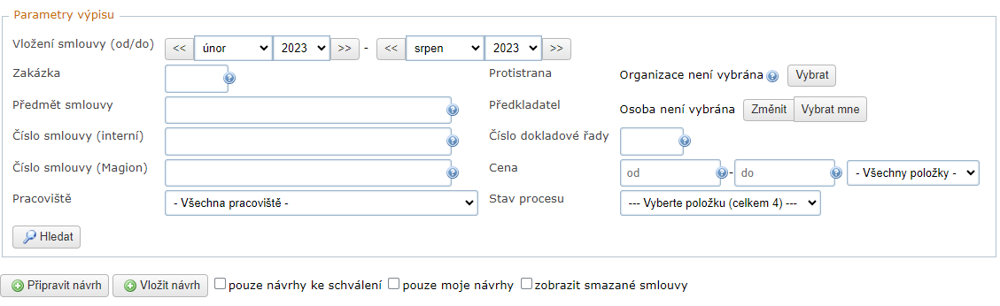 Parametry výpisu
Vložení smlouvy (od/do) << únor 2023 >> - << srpen 2023 >>
Zakázka Protistrana Organizace není vybrána ? Vybrat
Předmět smlouvy Předkladatel Osoba není vybrána Změnit Vybrat mne
Číslo smlouvy (interní) Číslo dokladové řady
Číslo smlouvy (Magion) Cena od - do - Všechny položky -
Pracoviště - Všechna pracoviště - Stav procesu --- Vyberte položku (celkem 4) ---
Hledat
Připravit návrh Vložit návrh pouze návrhy ke schválení pouze moje návrhy zobrazit smazané smlouvy